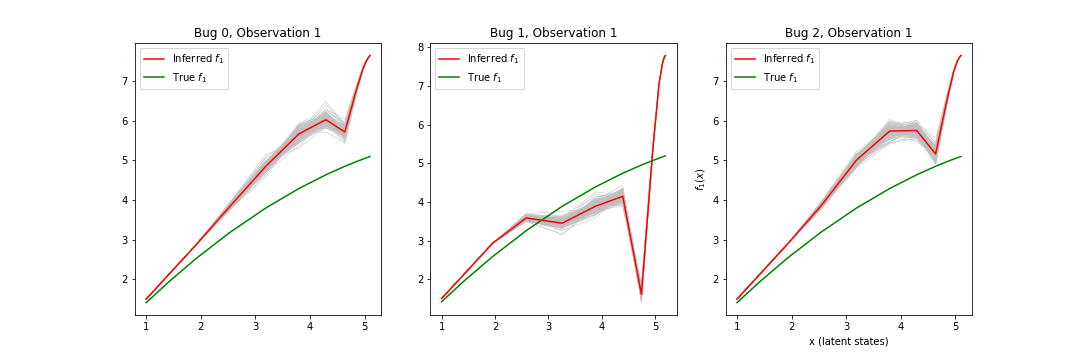 Bug 0, Observation 1
Inferred f₁
True f₁
7
6
5
4
3
2
1 2 3 4 5
Bug 1, Observation 1
Inferred f₁
True f₁
8
7
6
5
4
3
2
1 2 3 4 5
Bug 2, Observation 1
Inferred f₁
True f₁
f₁(x)
7
6
5
4
3
2
1 2 3 4 5
x (latent states)